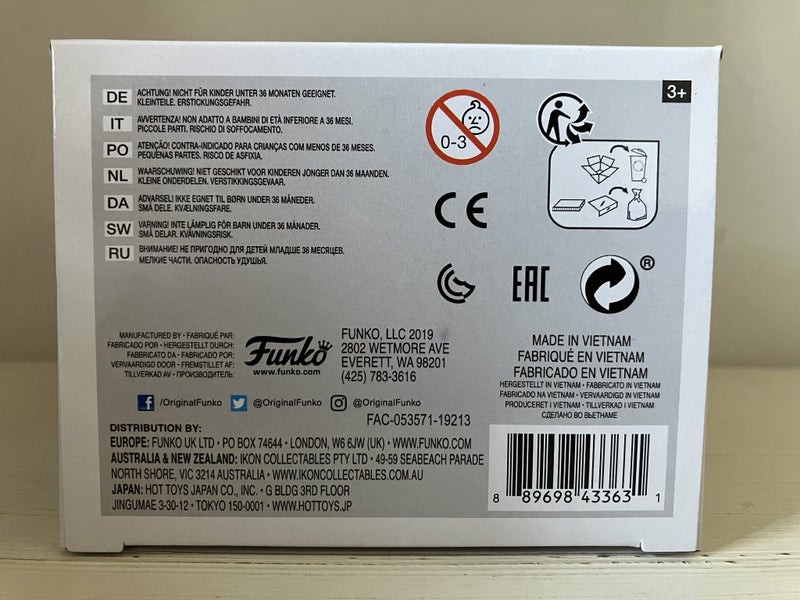 3+
DE ACHTUNG! NICHT FÜR KINDER UNTER 36 MONATEN GEEIGNET.
KLEINTEILE. ERSTICKUNGSGEFAHR.
IT AVVERTENZA! NON ADATTO A BAMBINI DI ETÀ INFERIORE A 36 MESI.
PICCOLE PARTI. RISCHIO DI SOFFOCAMENTO.
PO ATENÇÃO! CONTRA-INDICADO PARA CRIANÇAS COM MENOS DE 36 MESES.
PEQUENAS PARTES. RISCO DE ASFIXIA.
NL WAARSCHUWING! NIET GESCHIKT VOOR KINDEREN JONGER DAN 36 MAANDEN.
KLEINE ONDERDELEN. VERSTIKKINGSGEVAAR.
DA ADVARSEL! IKKE EGNET TIL BØRN UNDER 36 MÅNEDER.
SMÅ DELE. KVÆLNINGSFARE.
SW VARNING! INTE LÄMPLIG FÖR BARN UNDER 36 MÅNADER.
SMÅ DELAR. KVÄVNINGSRISK.
RU ВНИМАНИЕ! НЕ ПРИГОДНО ДЛЯ ДЕТЕЙ МЛАДШЕ 36 МЕСЯЦЕВ.
МЕЛКИЕ ЧАСТИ. ОПАСНОСТЬ УДУШЬЯ.
0-3
CE
EAC
®
MANUFACTURED BY • FABRIQUÉ PAR:
FABRICADO POR • HERGESTELLT DURCH:
FABBRICATO DA • FABRICADO POR:
VERVAARDIGD DOOR • FREMSTILLET AF:
TILLVERKAD AV • ПРОИЗВОДИТЕЛЬ:
Funko
www.funko.com
FUNKO, LLC 2019
2802 WETMORE AVE
EVERETT, WA 98201
(425) 783-3616
/OriginalFunko @OriginalFunko @OriginalFunko
FAC-053571-19213
DISTRIBUTION BY:
EUROPE: FUNKO UK LTD • PO BOX 74644 • LONDON, W6 6JW (UK) • WWW.FUNKO.COM
AUSTRALIA & NEW ZEALAND: IKON COLLECTABLES PTY LTD • 49-59 SEABEACH PARADE
NORTH SHORE, VIC 3214 AUSTRALIA • WWW.IKONCOLLECTABLES.COM.AU
JAPAN: HOT TOYS JAPAN CO., INC. • G BLDG 3RD FLOOR
JINGUMAE 3-30-12 • TOKYO 150-0001 • WWW.HOTTOYS.JP
MADE IN VIETNAM
FABRIQUÉ EN VIETNAM
FABRICADO EN VIETNAM
HERGESTELLT IN VIETNAM • FABBRICATO IN VIETNAM
FABRICADO NA VIETNAM • VERVAARDIGD IN VIETNAM
PRODUCERET I VIETNAM • TILLVERKAD I VIETNAM
СДЕЛАНО ВО ВЬЕТНАМЕ
8 89698 43363 1